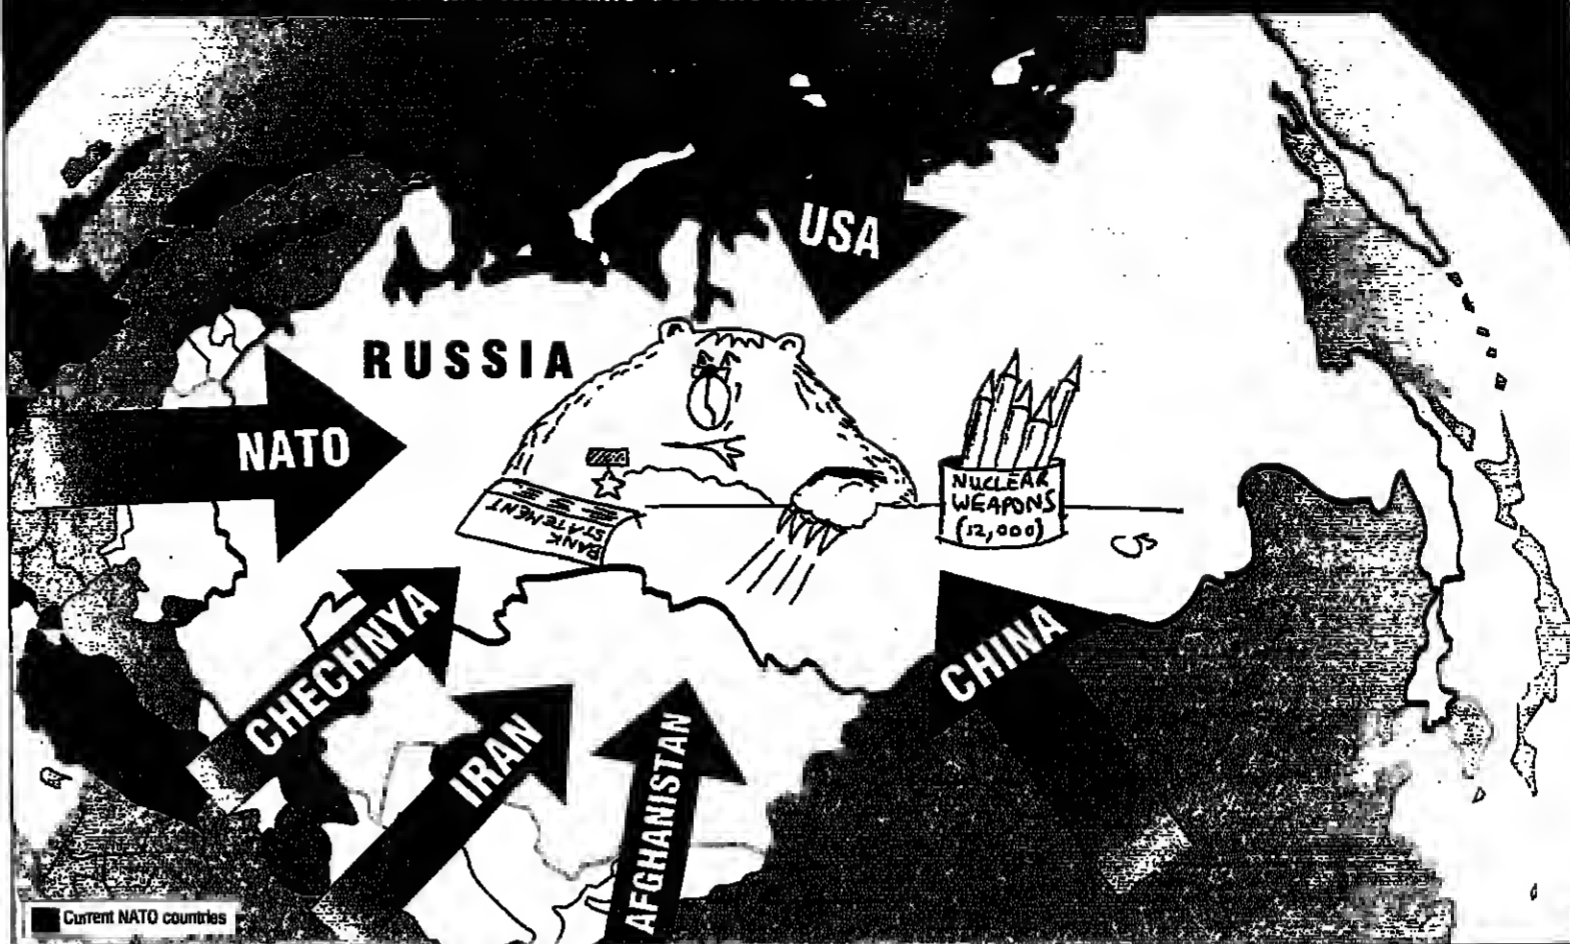 USA
RUSSIA
NATO
NUCLEAR
WEAPONS
(12,000)
BANK
STATEMENT
CHECHNYA
CHINA
IRAN
AFGHANISTAN
Current NATO countries